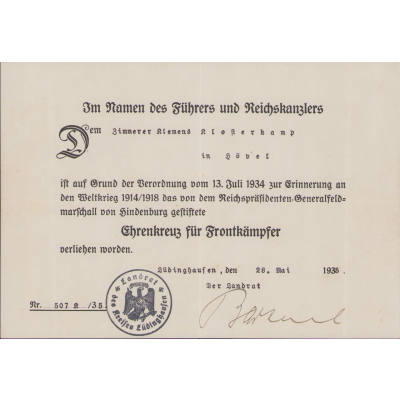 Im Namen des Führers und Reichskanzlers
Dem Zimmerer Klemens Klosterkamp
in Hövel
ist auf Grund der Verordnung vom 13. Juli 1934 zur Erinnerung an
den Weltkrieg 1914/1918 das von dem Reichspräsidenten Generalfeld-
marschall von Hindenburg gestiftete
Ehrenkreuz für Frontkämpfer
verliehen worden.
Lüdinghausen, den 28. Mai 1935.
Der Landrat
Nr. 507 K /35.
Landrat
des Kreises Lüdinghausen